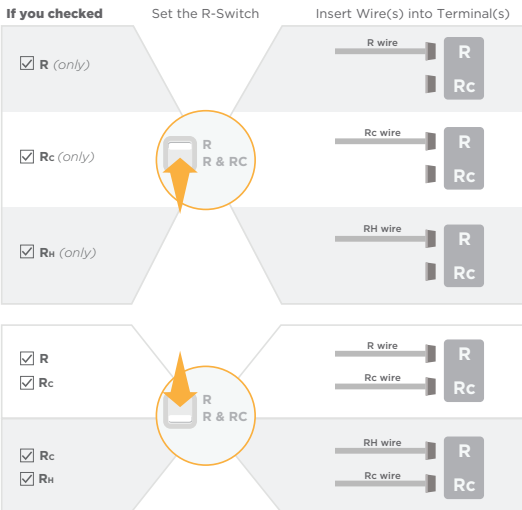 If you checked
Set the R-Switch
Insert Wire(s) into Terminal(s)
R (only)
R wire
R
Rc
Rc (only)
R
R & RC
Rc wire
R
Rc
RH (only)
RH wire
R
Rc
R
Rc
R
R & RC
R wire
R
Rc wire
Rc
Rc
RH
RH wire
R
Rc wire
Rc